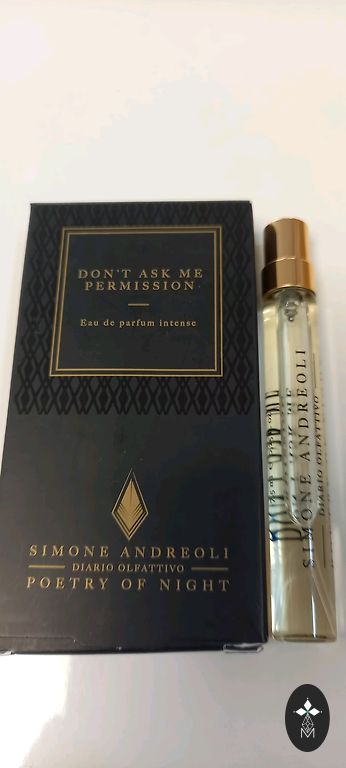 DON'T ASK ME
PERMISSION
Eau de parfum intense
SIMONE ANDREOLI
DIARIO OLFATTIVO
POETRY OF NIGHT
SIMONE ANDREOLI
DIARIO OLFATTIVO
M